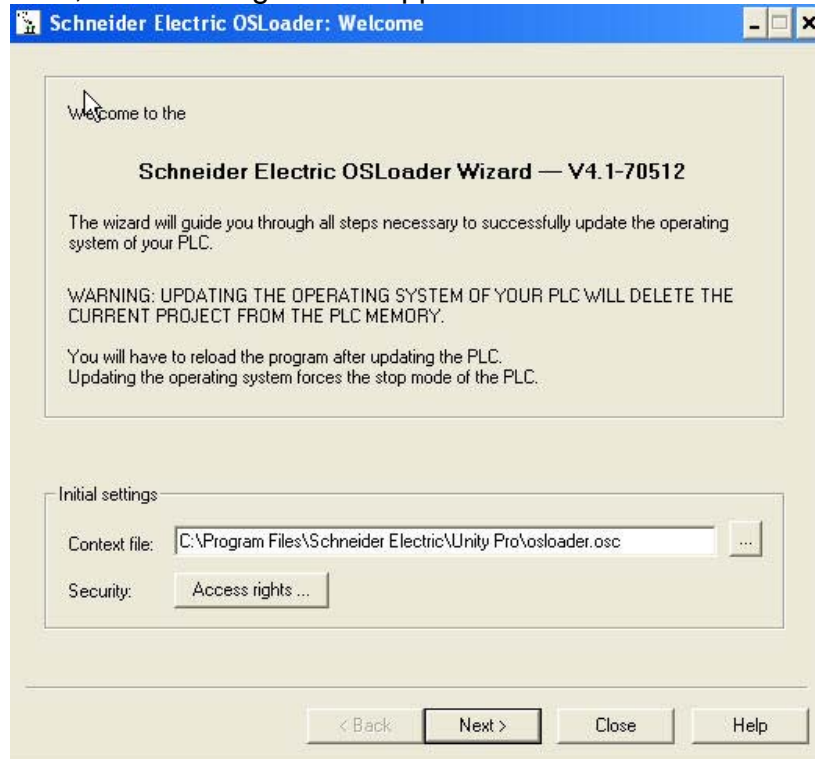 Schneider Electric OSLoader: Welcome
Welcome to the
Schneider Electric OSLoader Wizard — V4.1-70512
The wizard will guide you through all steps necessary to successfully update the operating
system of your PLC.
WARNING: UPDATING THE OPERATING SYSTEM OF YOUR PLC WILL DELETE THE
CURRENT PROJECT FROM THE PLC MEMORY.
You will have to reload the program after updating the PLC.
Updating the operating system forces the stop mode of the PLC.
Initial settings
Context file: C:\Program Files\Schneider Electric\Unity Pro\osloader.osc ...
Security: Access rights ...
< Back Next > Close Help